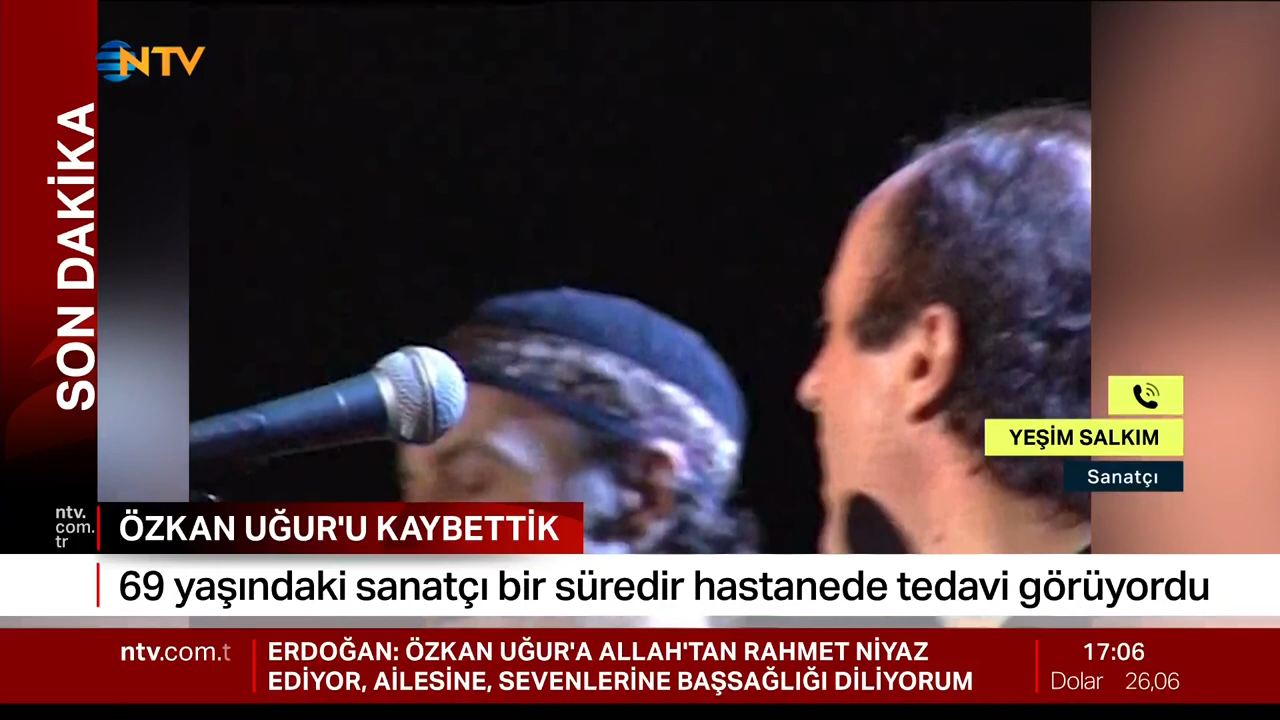 NTV
SON DAKİKA
YEŞİM SALKIM
Sanatçı
ntv.
com.
tr
ÖZKAN UĞUR'U KAYBETTİK
69 yaşındaki sanatçı bir süredir hastanede tedavi görüyordu
ntv.com.t
ERDOĞAN: ÖZKAN UĞUR'A ALLAH'TAN RAHMET NİYAZ
EDİYOR, AİLESİNE, SEVENLERİNE BAŞSAĞLIĞI DİLİYORUM
17:06
Dolar 26,06